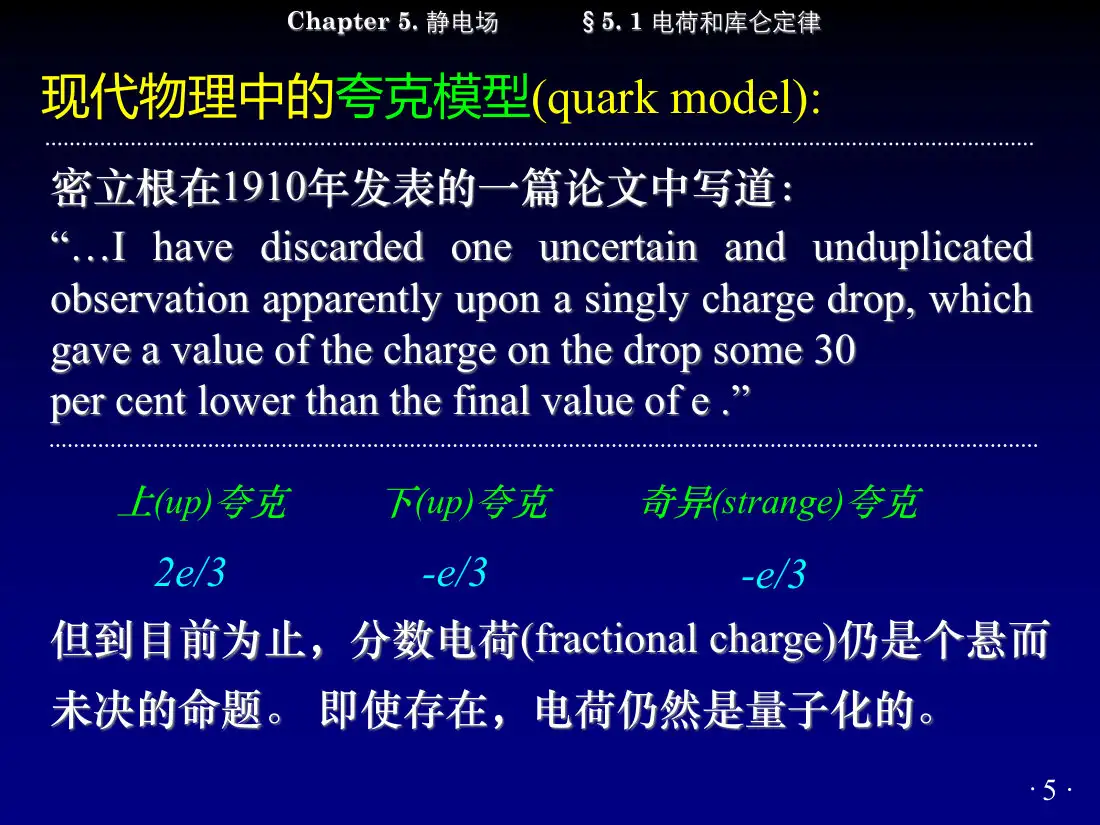 Chapter 5. 静电场 § 5. 1 电荷和库仑定律
现代物理中的夸克模型(quark model):
密立根在1910年发表的一篇论文中写道：
“…I have discarded one uncertain and unduplicated
observation apparently upon a singly charge drop, which
gave a value of the charge on the drop some 30
per cent lower than the final value of e .”
上(up)夸克 下(up)夸克 奇异(strange)夸克
2e/3 -e/3 -e/3
但到目前为止，分数电荷(fractional charge)仍是个悬而
未决的命题。 即使存在，电荷仍然是量子化的。
· 5 ·